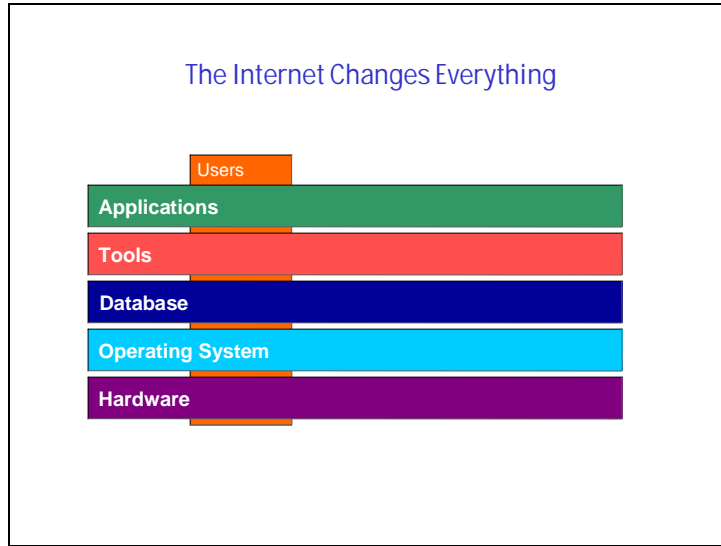 The Internet Changes Everything
Users
Applications
Tools
Database
Operating System
Hardware